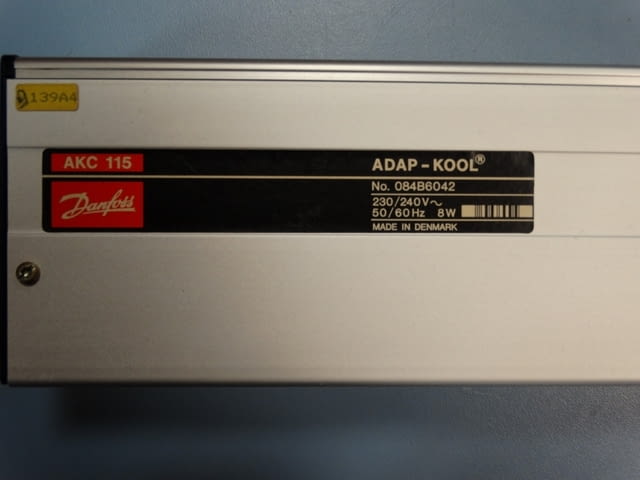 139A4
AKC 115
ADAP-KOOL®
Danfoss
No. 084B6042
230/240V~
50/60Hz 8W
MADE IN DENMARK